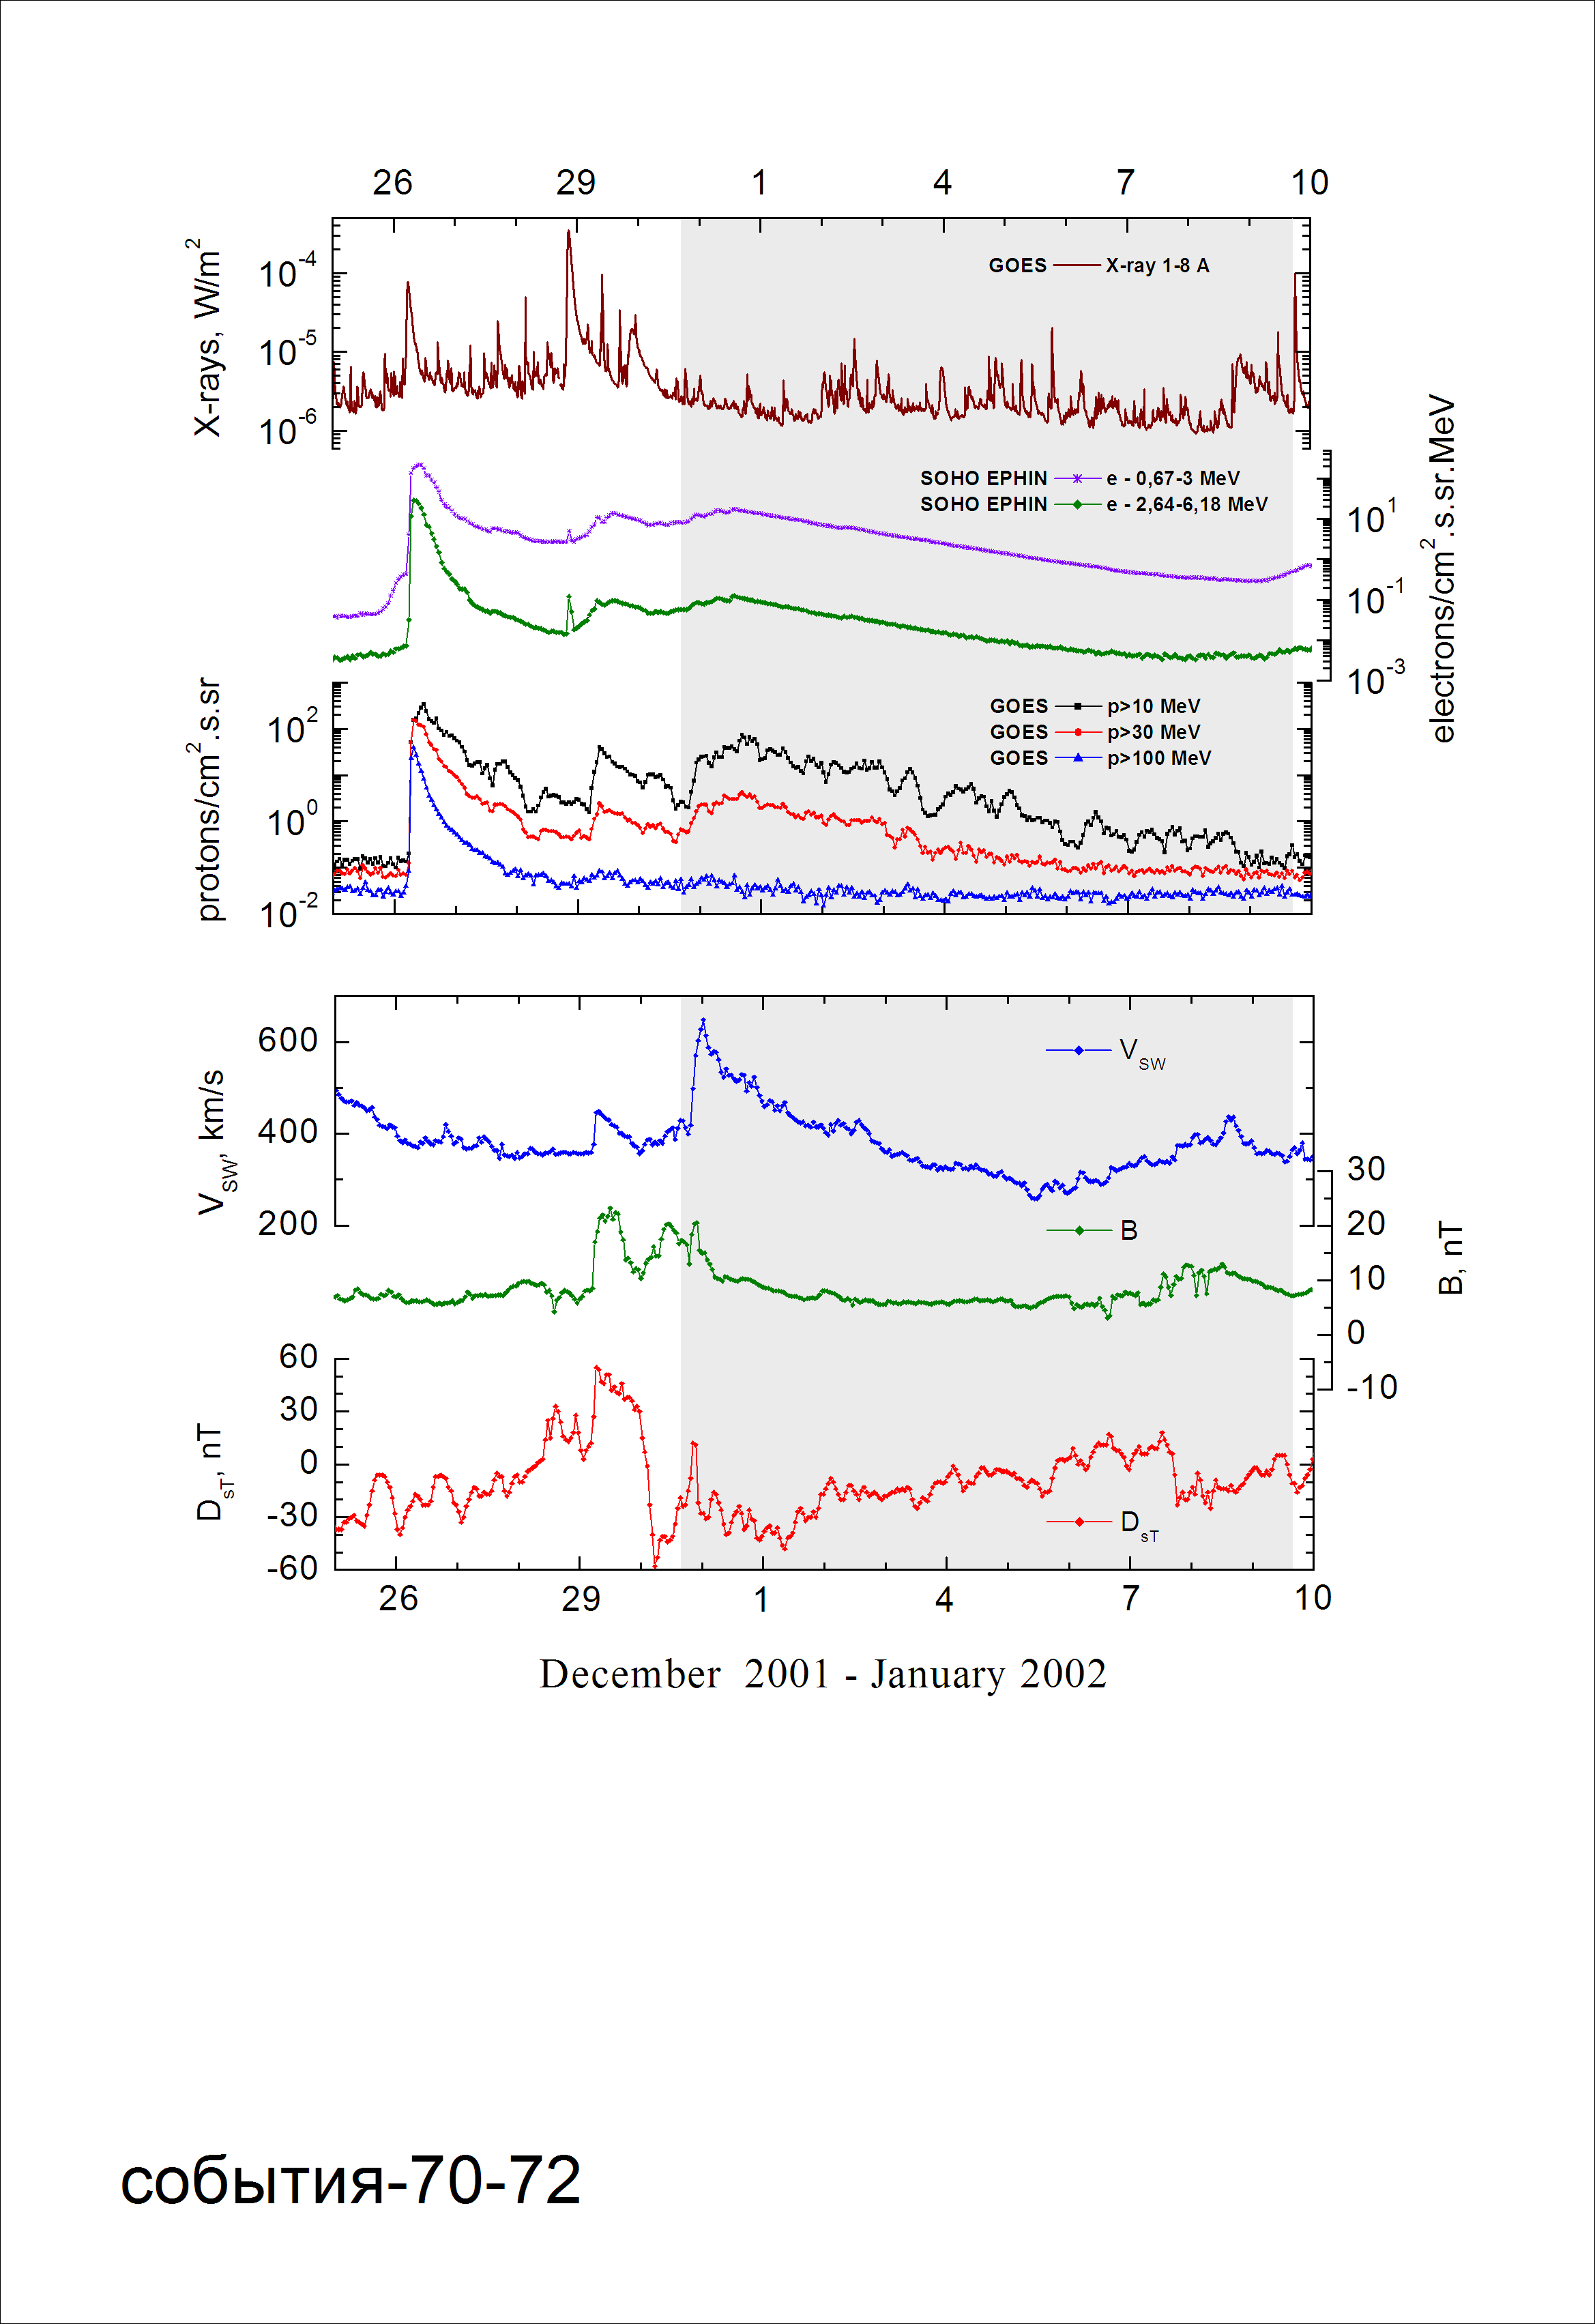 26 29 1 4 7 10
X-rays, W/m2
10-4
10-5
10-6
GOES X-ray 1-8 A
SOHO EPHIN e - 0,67-3 MeV
SOHO EPHIN e - 2,64-6,18 MeV
101
10-1
10-3
electrons/cm2.s.sr.MeV
protons/cm2.s.sr
102
100
10-2
GOES p>10 MeV
GOES p>30 MeV
GOES p>100 MeV
VSW, km/s
600
400
200
VSW
30
20
10
0
-10
B, nT
B
DsT, nT
60
30
0
-30
-60
DsT
26 29 1 4 7 10
December 2001 - January 2002
события-70-72